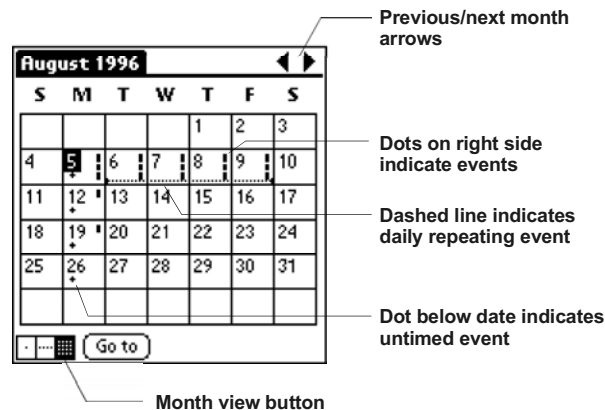 Previous/next month
arrows
August 1996
S M T W T F S
1 2 3
4 5 6 7 8 9 10
11 12 13 14 15 16 17
18 19 20 21 22 23 24
25 26 27 28 29 30 31
Go to
Dots on right side
indicate events
Dashed line indicates
daily repeating event
Dot below date indicates
untimed event
Month view button